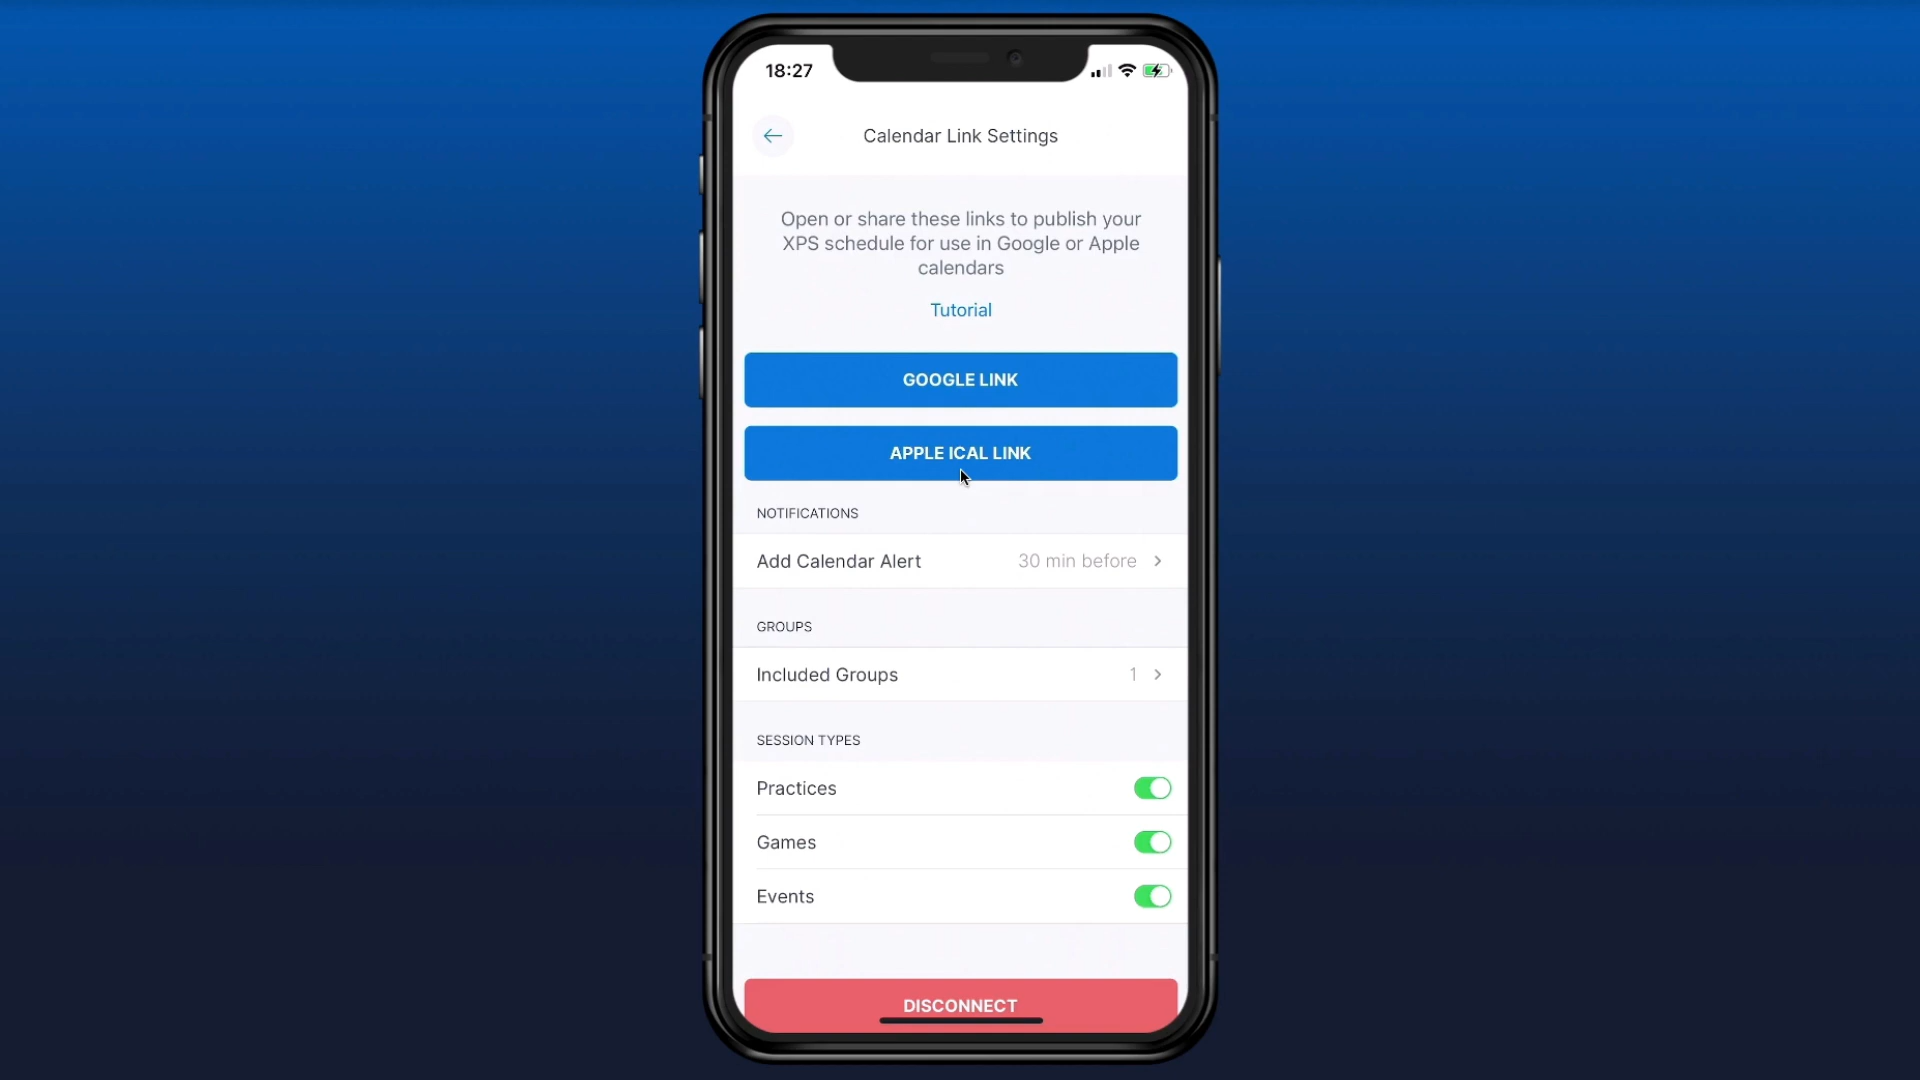 18:27
Calendar Link Settings
Open or share these links to publish your
XPS schedule for use in Google or Apple
calendars
Tutorial
GOOGLE LINK
APPLE ICAL LINK
NOTIFICATIONS
Add Calendar Alert 30 min before
GROUPS
Included Groups 1
SESSION TYPES
Practices
Games
Events
DISCONNECT